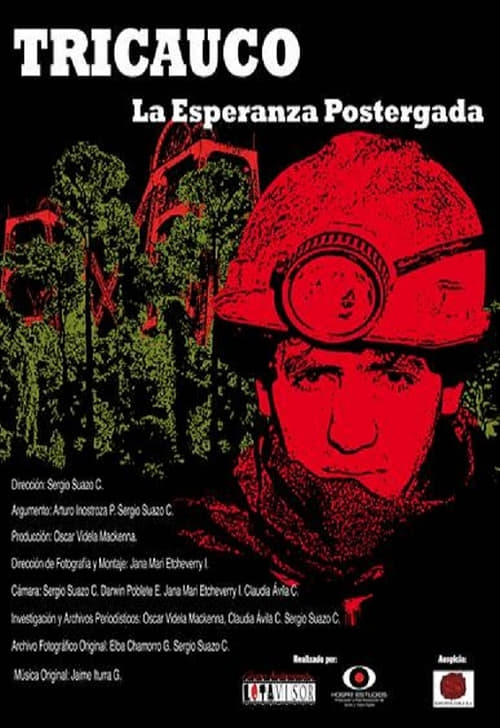 TRICAUCO
La Esperanza Postergada
Dirección: Sergio Suazo C.
Argumento: Arturo Inostroza P. Sergio Suazo C.
Producción: Oscar Videla Mackenna.
Dirección de Fotografía y Montaje: Jana Mari Etcheverry I.
Cámara: Sergio Suazo C. Darwin Poblete E. Jana Mari Etcheverry I. Claudia Ávila C.
Investigación y Archivos Periodísticos: Oscar Videla Mackenna, Claudia Ávila C. Sergio Suazo C.
Archivo Fotográfico Original: Elba Chamorro G. Sergio Suazo C.
Música Original: Jaime Iturra G.
Realizado por:
Auspicia:
LOTAVISOR